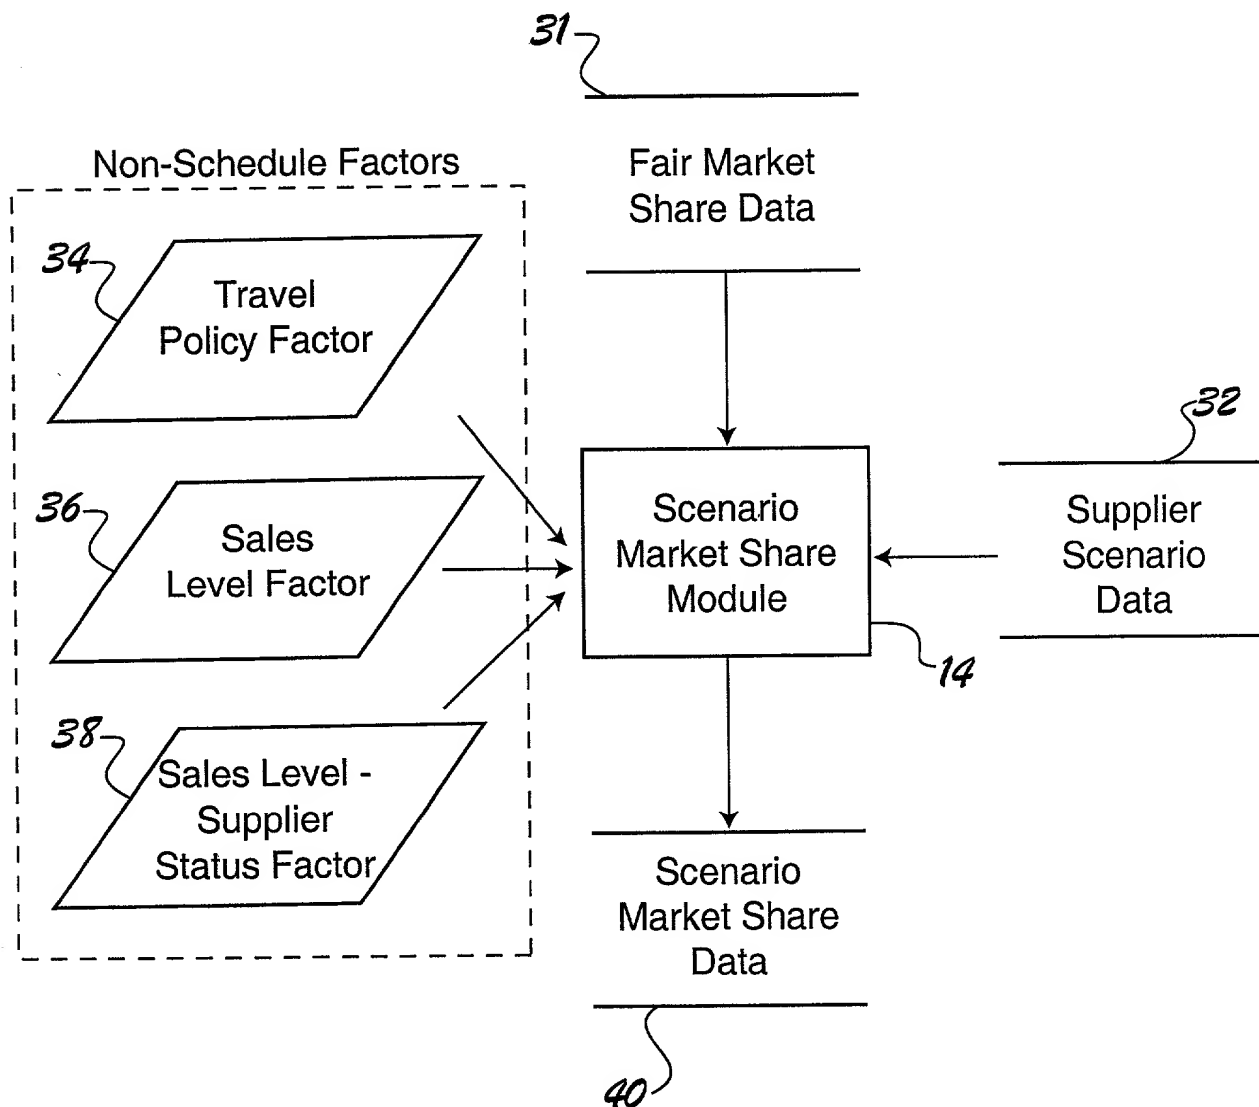 31
Fair Market
Share Data
Non-Schedule Factors
34
Travel
Policy Factor
32
Supplier
Scenario
Data
36
Sales
Level Factor
Scenario
Market Share
Module
14
38
Sales Level -
Supplier
Status Factor
Scenario
Market Share
Data
40